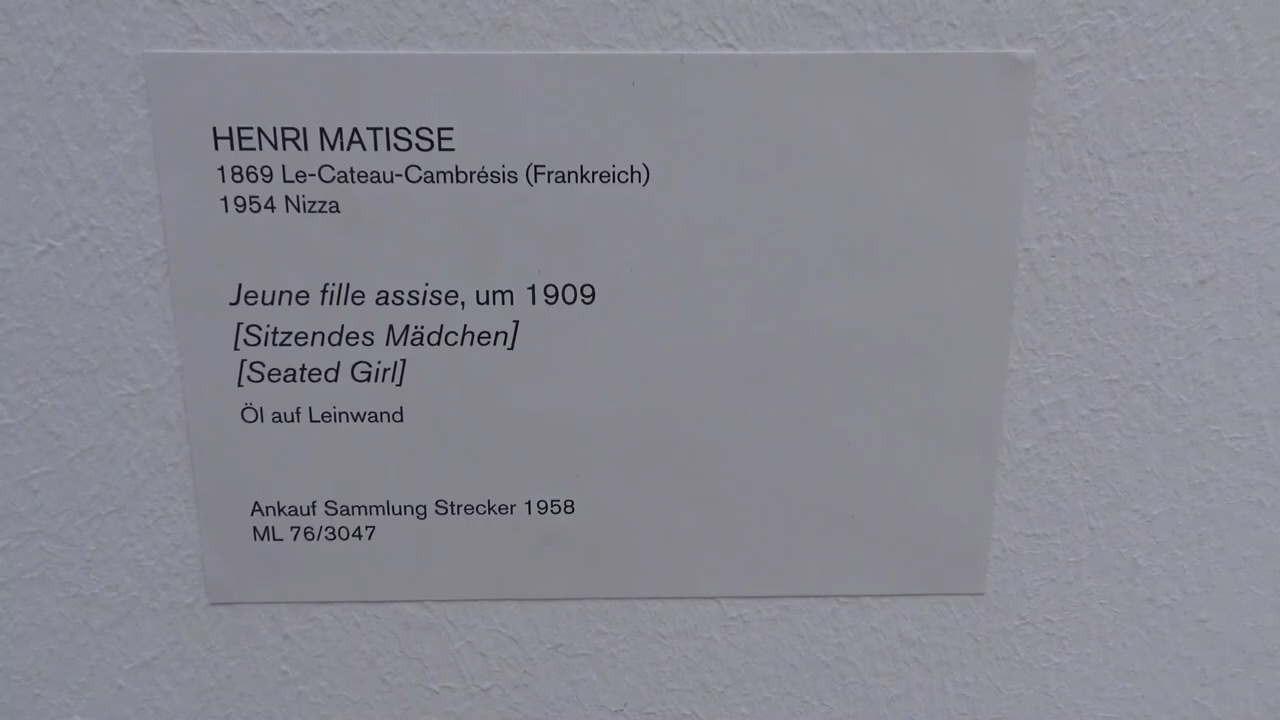 HENRI MATISSE
1869 Le-Cateau-Cambrésis (Frankreich)
1954 Nizza
Jeune fille assise, um 1909
[Sitzendes Mädchen]
[Seated Girl]
Öl auf Leinwand
Ankauf Sammlung Strecker 1958
ML 76/3047